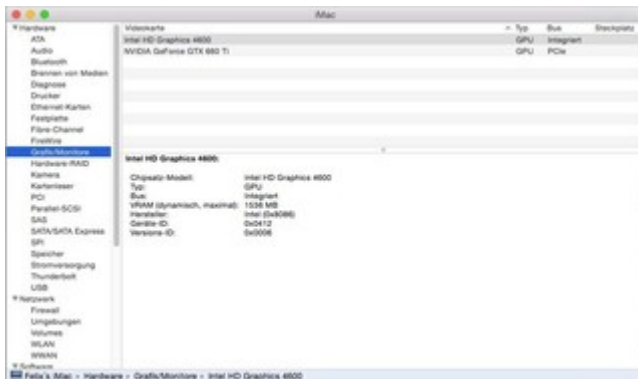 iMac
Hardware
ATA
Audio
Bluetooth
Brennen von Medien
Diagnose
Drucker
Ethernet-Karten
Festplatte
Fibre-Channel
FireWire
Grafik/Monitore
Hardware-RAID
Kamera
Kartenleser
PCI
Parallel-SCSI
SAS
SATA/SATA Express
SPI
Speicher
Stromversorgung
Thunderbolt
USB
Netzwerk
Firewall
Umgebungen
Volumes
WLAN
WWAN
Software
Videokarte Typ Bus Steckplatz
Intel HD Graphics 4600 GPU Integriert
NVIDIA GeForce GTX 660 Ti GPU PCIe
Intel HD Graphics 4600:
Chipsatz-Modell: Intel HD Graphics 4600
Typ: GPU
Bus: Integriert
VRAM (dynamisch, maximal): 1536 MB
Hersteller: Intel (0x8086)
Geräte-ID: 0x0412
Versions-ID: 0x0006
Felix's iMac › Hardware › Grafik/Monitore › Intel HD Graphics 4600